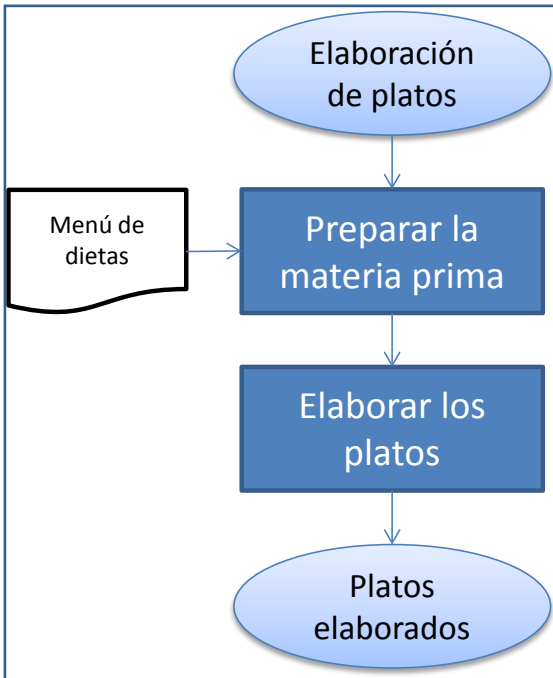 Elaboración
de platos
Menú de
dietas
Preparar la
materia prima
Elaborar los
platos
Platos
elaborados